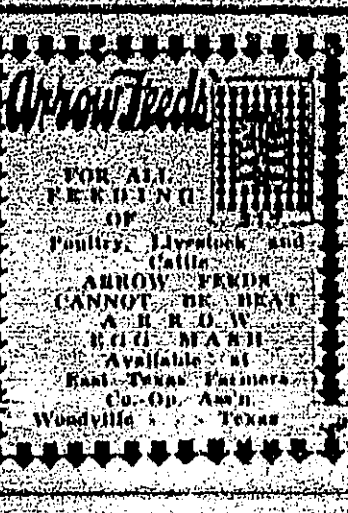 Arrow Feeds
FOR ALL
FEEDING
OF
Poultry, Livestock and
Cattle
ARROW FEEDS
CANNOT BE BEAT
ARROW
EGG MASH
Available at
East Texas Farmers
Co-Op. Ass'n
Woodville - - - Texas